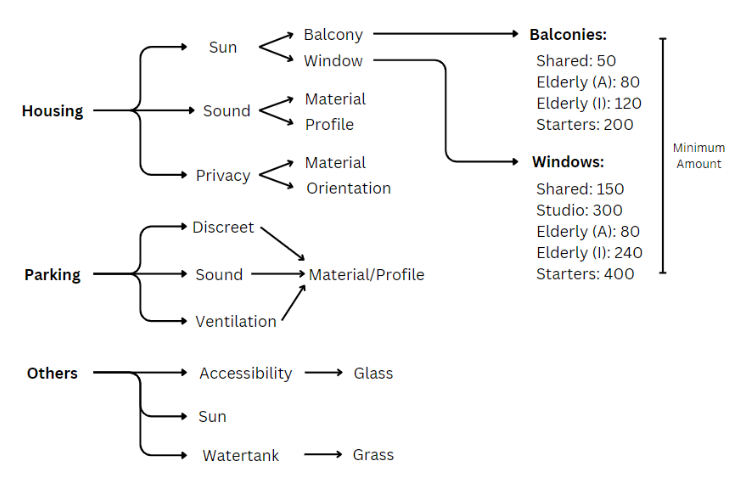 Housing
Sun
Balcony
Window
Sound
Material
Profile
Privacy
Material
Orientation
Balconies:
Shared: 50
Elderly (A): 80
Elderly (I): 120
Starters: 200
Windows:
Shared: 150
Studio: 300
Elderly (A): 80
Elderly (I): 240
Starters: 400
Minimum
Amount
Parking
Discreet
Sound
Ventilation
Material/Profile
Others
Accessibility
Glass
Sun
Watertank
Grass